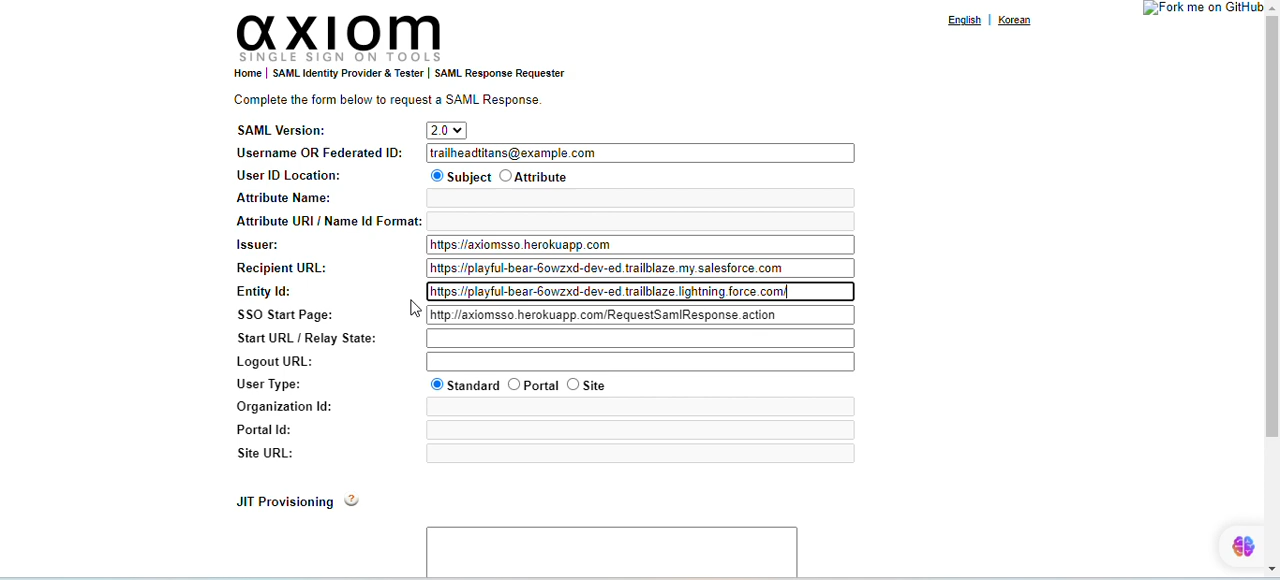 Fork me on GitHub
English | Korean
αxıom
SINGLE SIGN ON TOOLS
Home | SAML Identity Provider & Tester | SAML Response Requester
Complete the form below to request a SAML Response.
SAML Version: 2.0
Username OR Federated ID: trailheadtitans@example.com
User ID Location: Subject Attribute
Attribute Name:
Attribute URI / Name Id Format:
Issuer: https://axiomsso.herokuapp.com
Recipient URL: https://playful-bear-6owzxd-dev-ed.trailblaze.my.salesforce.com
Entity Id: https://playful-bear-6owzxd-dev-ed.trailblaze.lightning.force.com/
SSO Start Page: http://axiomsso.herokuapp.com/RequestSamlResponse.action
Start URL / Relay State:
Logout URL:
User Type: Standard Portal Site
Organization Id:
Portal Id:
Site URL:
JIT Provisioning ?